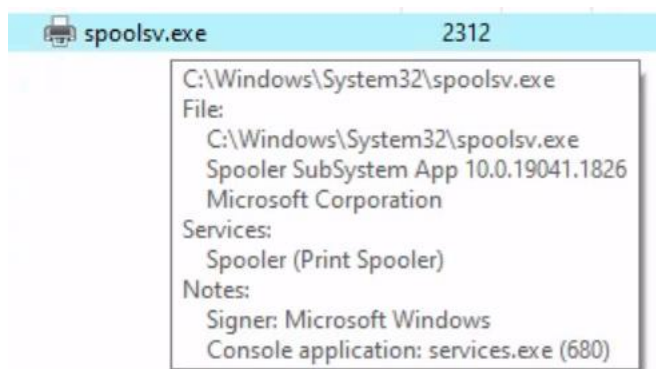 spoolsv.exe 2312
C:\Windows\System32\spoolsv.exe
File:
C:\Windows\System32\spoolsv.exe
Spooler SubSystem App 10.0.19041.1826
Microsoft Corporation
Services:
Spooler (Print Spooler)
Notes:
Signer: Microsoft Windows
Console application: services.exe (680)